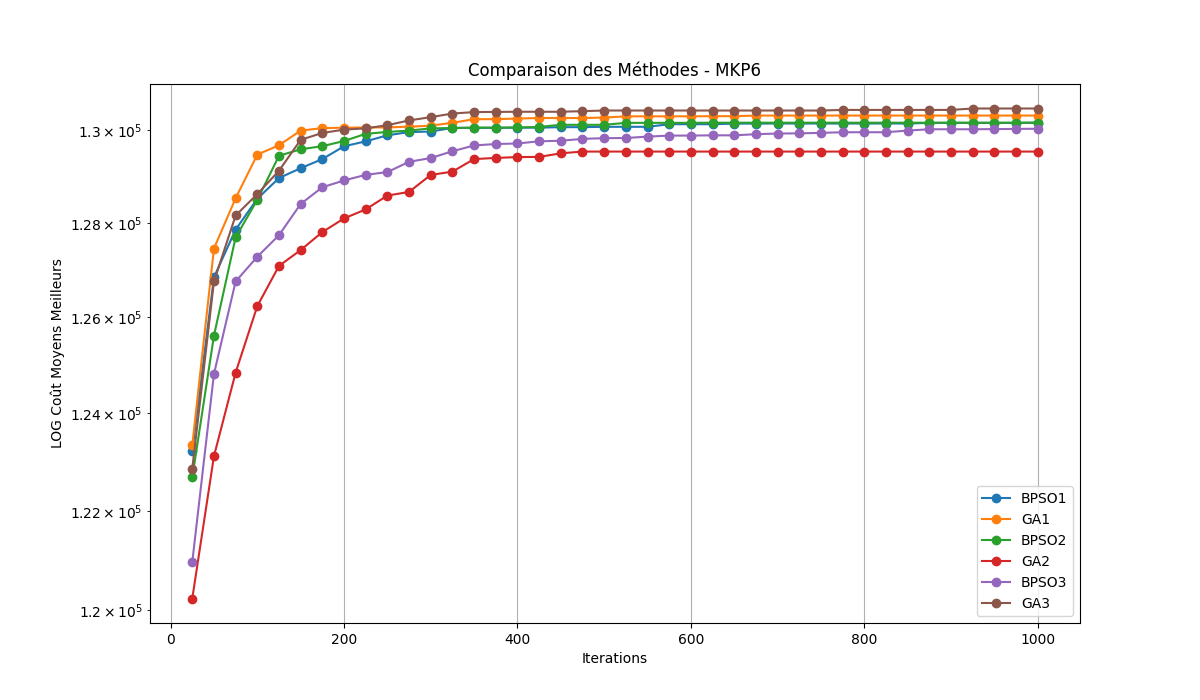 Comparaison des Méthodes - MKP6
LOG Coût Moyens Meilleurs
1.3 × 10⁵
1.28 × 10⁵
1.26 × 10⁵
1.24 × 10⁵
1.22 × 10⁵
1.2 × 10⁵
0 200 400 600 800 1000
Iterations
BPSO1
GA1
BPSO2
GA2
BPSO3
GA3